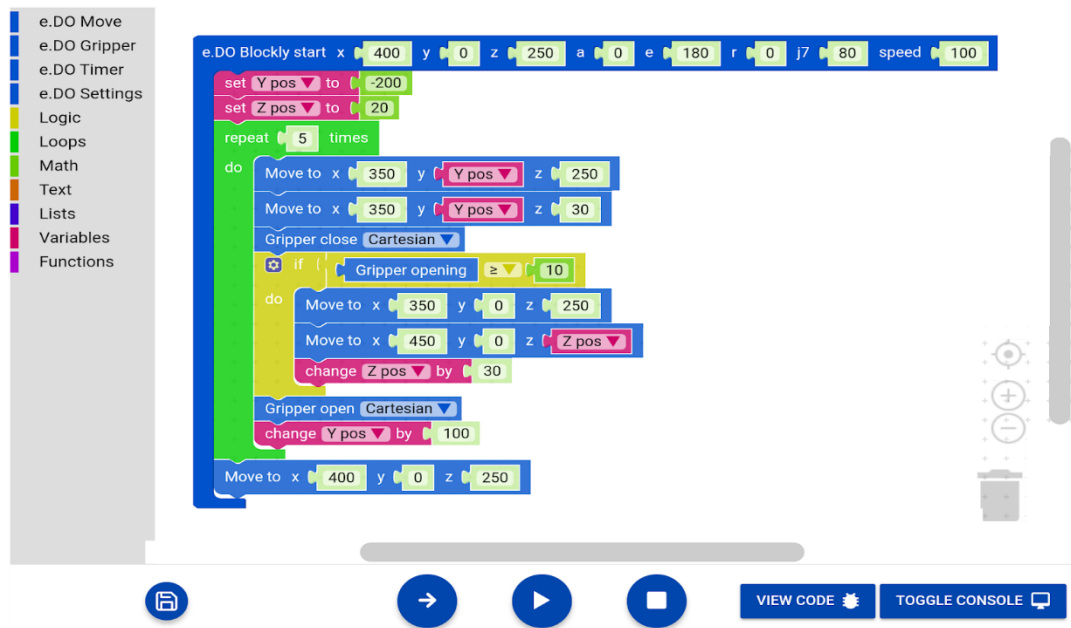 e.DO Move
e.DO Gripper
e.DO Timer
e.DO Settings
Logic
Loops
Math
Text
Lists
Variables
Functions
e.DO Blockly start x 400 y 0 z 250 a 0 e 180 r 0 j7 80 speed 100
set Y pos to -200
set Z pos to 20
repeat 5 times
do Move to x 350 y Y pos z 250
Move to x 350 y Y pos z 30
Gripper close Cartesian
if Gripper opening ≥ 10
do Move to x 350 y 0 z 250
Move to x 450 y 0 z Z pos
change Z pos by 30
Gripper open Cartesian
change Y pos by 100
Move to x 400 y 0 z 250
VIEW CODE
TOGGLE CONSOLE